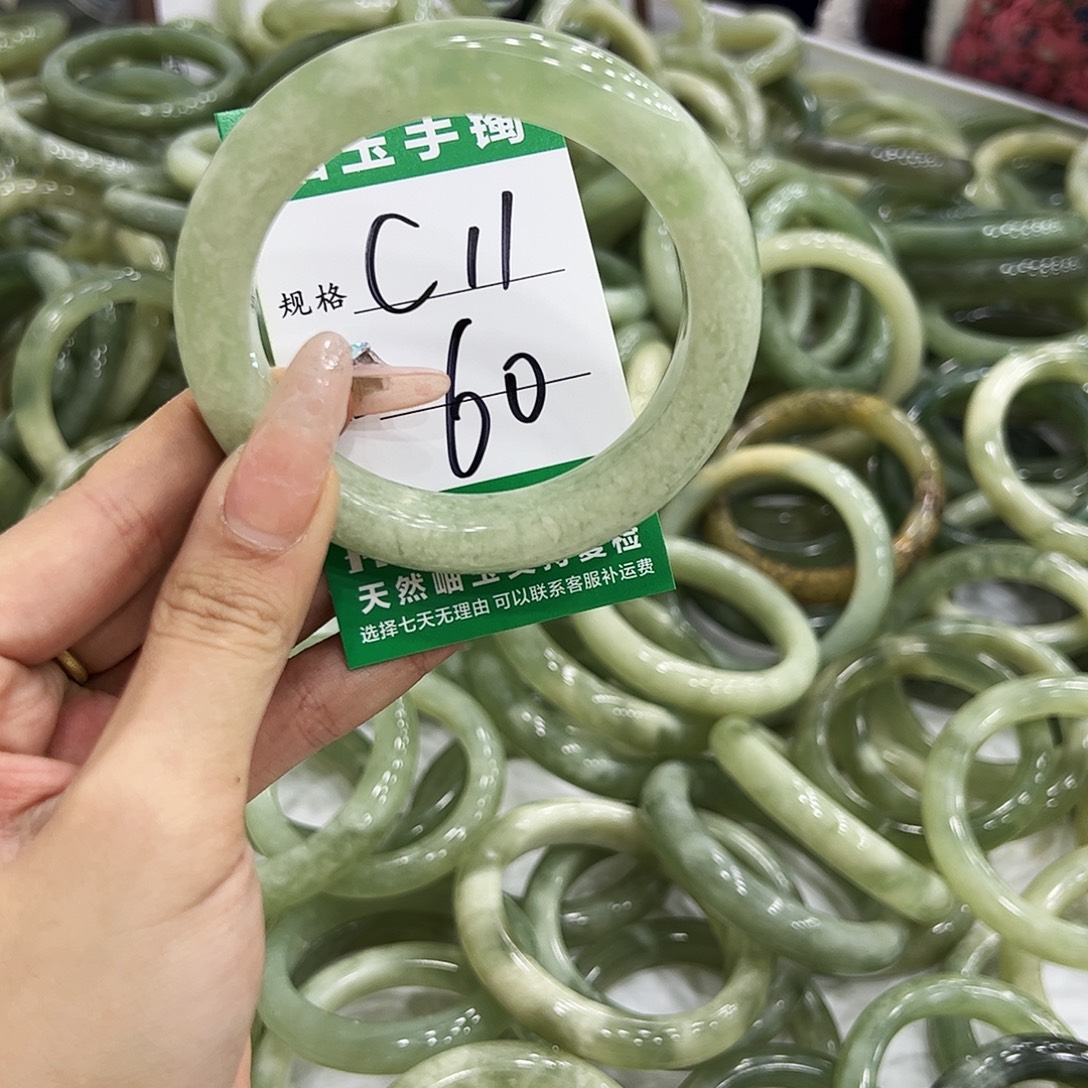 玉手镯
规格 C11
60
天然岫玉支持复检
选择七天无理由 可以联系客服补运费